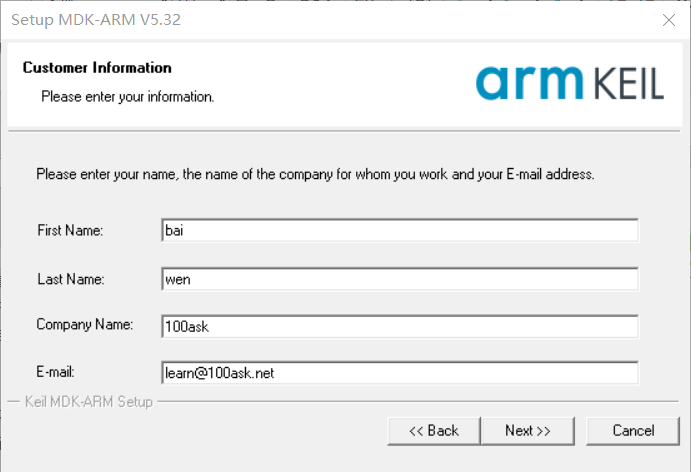 Setup MDK-ARM V5.32
Customer Information
Please enter your information.
arm KEIL
Please enter your name, the name of the company for whom you work and your E-mail address.
First Name: bai
Last Name: wen
Company Name: 100ask
E-mail: learn@100ask.net
Keil MDK-ARM Setup
<< Back Next >> Cancel